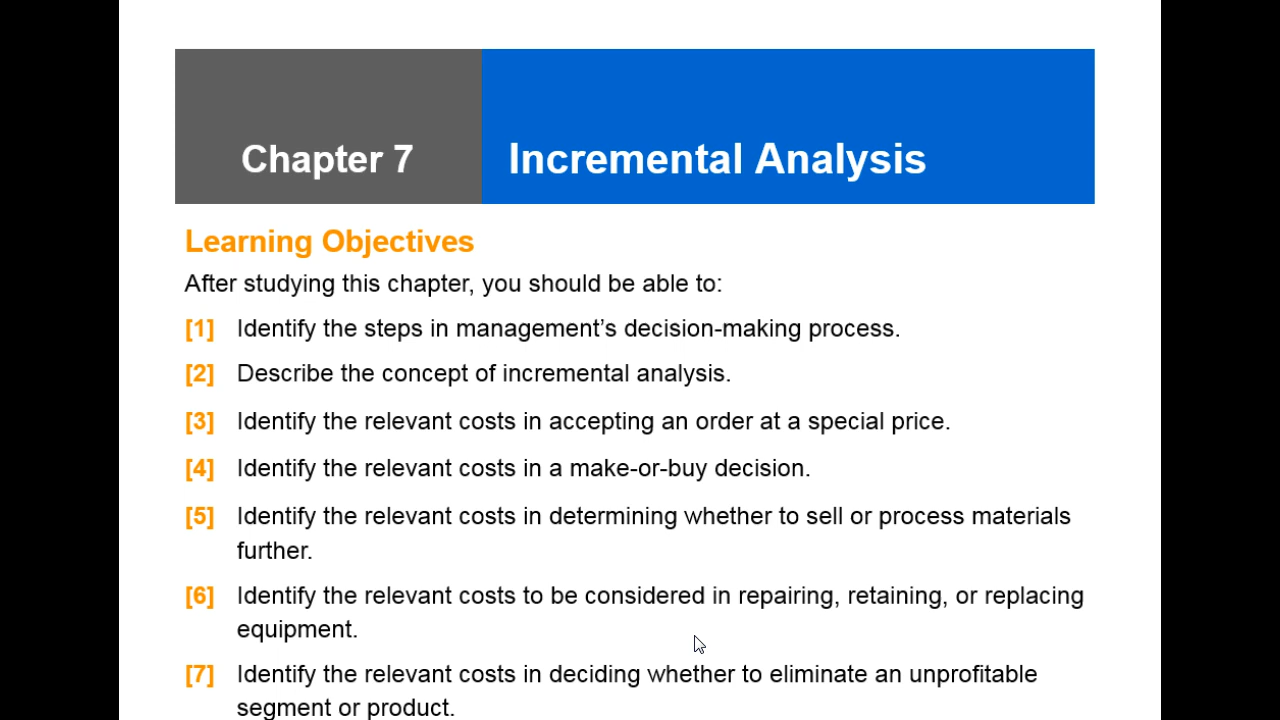 Chapter 7
Incremental Analysis
Learning Objectives
After studying this chapter, you should be able to:
[1] Identify the steps in management’s decision-making process.
[2] Describe the concept of incremental analysis.
[3] Identify the relevant costs in accepting an order at a special price.
[4] Identify the relevant costs in a make-or-buy decision.
[5] Identify the relevant costs in determining whether to sell or process materials
further.
[6] Identify the relevant costs to be considered in repairing, retaining, or replacing
equipment.
[7] Identify the relevant costs in deciding whether to eliminate an unprofitable
segment or product.